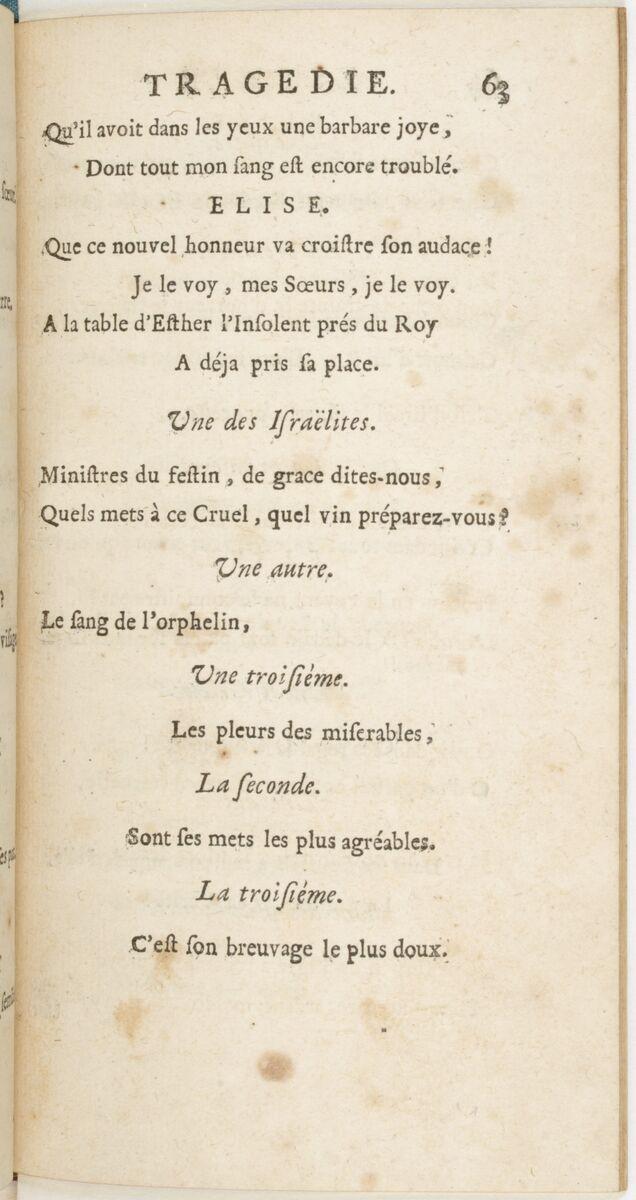 TRAGEDIE. 63
Qu'il avoit dans les yeux une barbare joye,
Dont tout mon ſang eſt encore troublé.
ELISE.
Que ce nouvel honneur va croiſtre ſon audace!
Je le voy, mes Sœurs, je le voy.
A la table d'Eſther l'Inſolent prés du Roy
A déja pris ſa place.
Une des Iſraëlites.
Miniſtres du feſtin, de grace dites-nous,
Quels mets à ce Cruel, quel vin préparez-vous?
Une autre.
Le ſang de l'orphelin,
Une troiſiéme.
Les pleurs des miſerables,
La ſeconde.
Sont ſes mets les plus agréables.
La troiſiéme.
C'eſt ſon breuvage le plus doux.